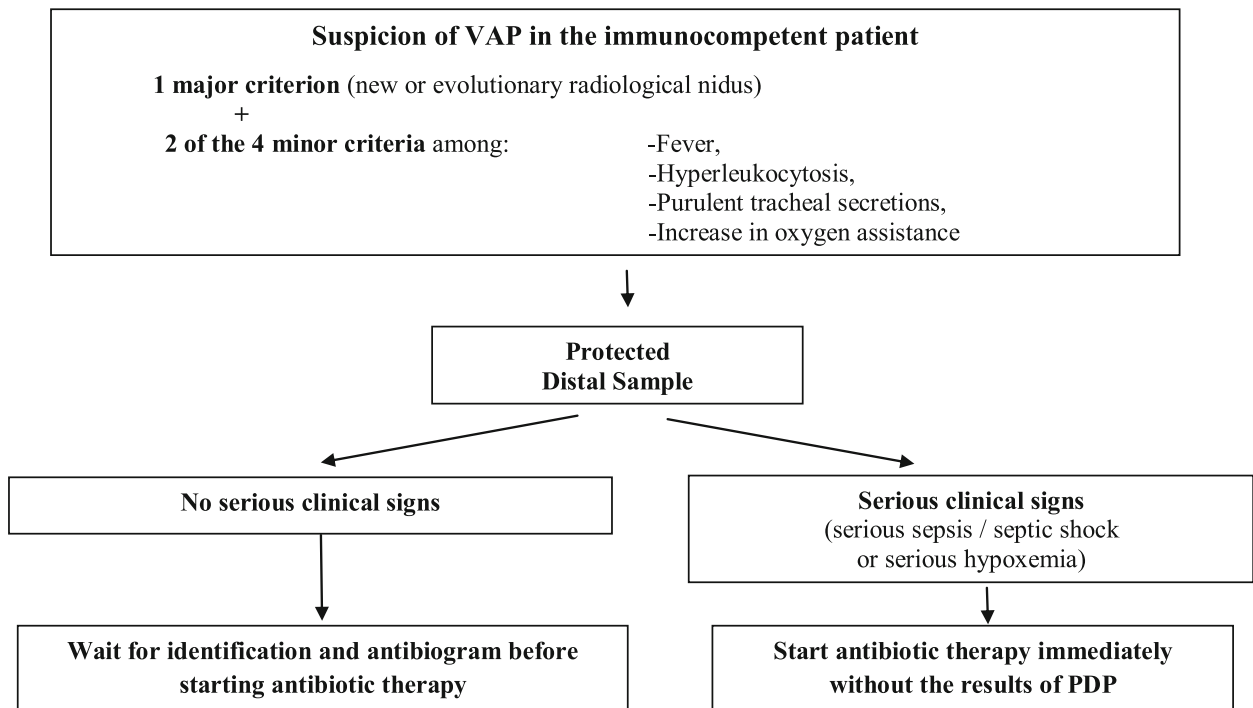 Suspicion of VAP in the immunocompetent patient
1 major criterion (new or evolutionary radiological nidus)
+
2 of the 4 minor criteria among: -Fever,
-Hyperleukocytosis,
-Purulent tracheal secretions,
-Increase in oxygen assistance
Protected
Distal Sample
No serious clinical signs
Serious clinical signs
(serious sepsis / septic shock
or serious hypoxemia)
Wait for identification and antibiogram before
starting antibiotic therapy
Start antibiotic therapy immediately
without the results of PDP